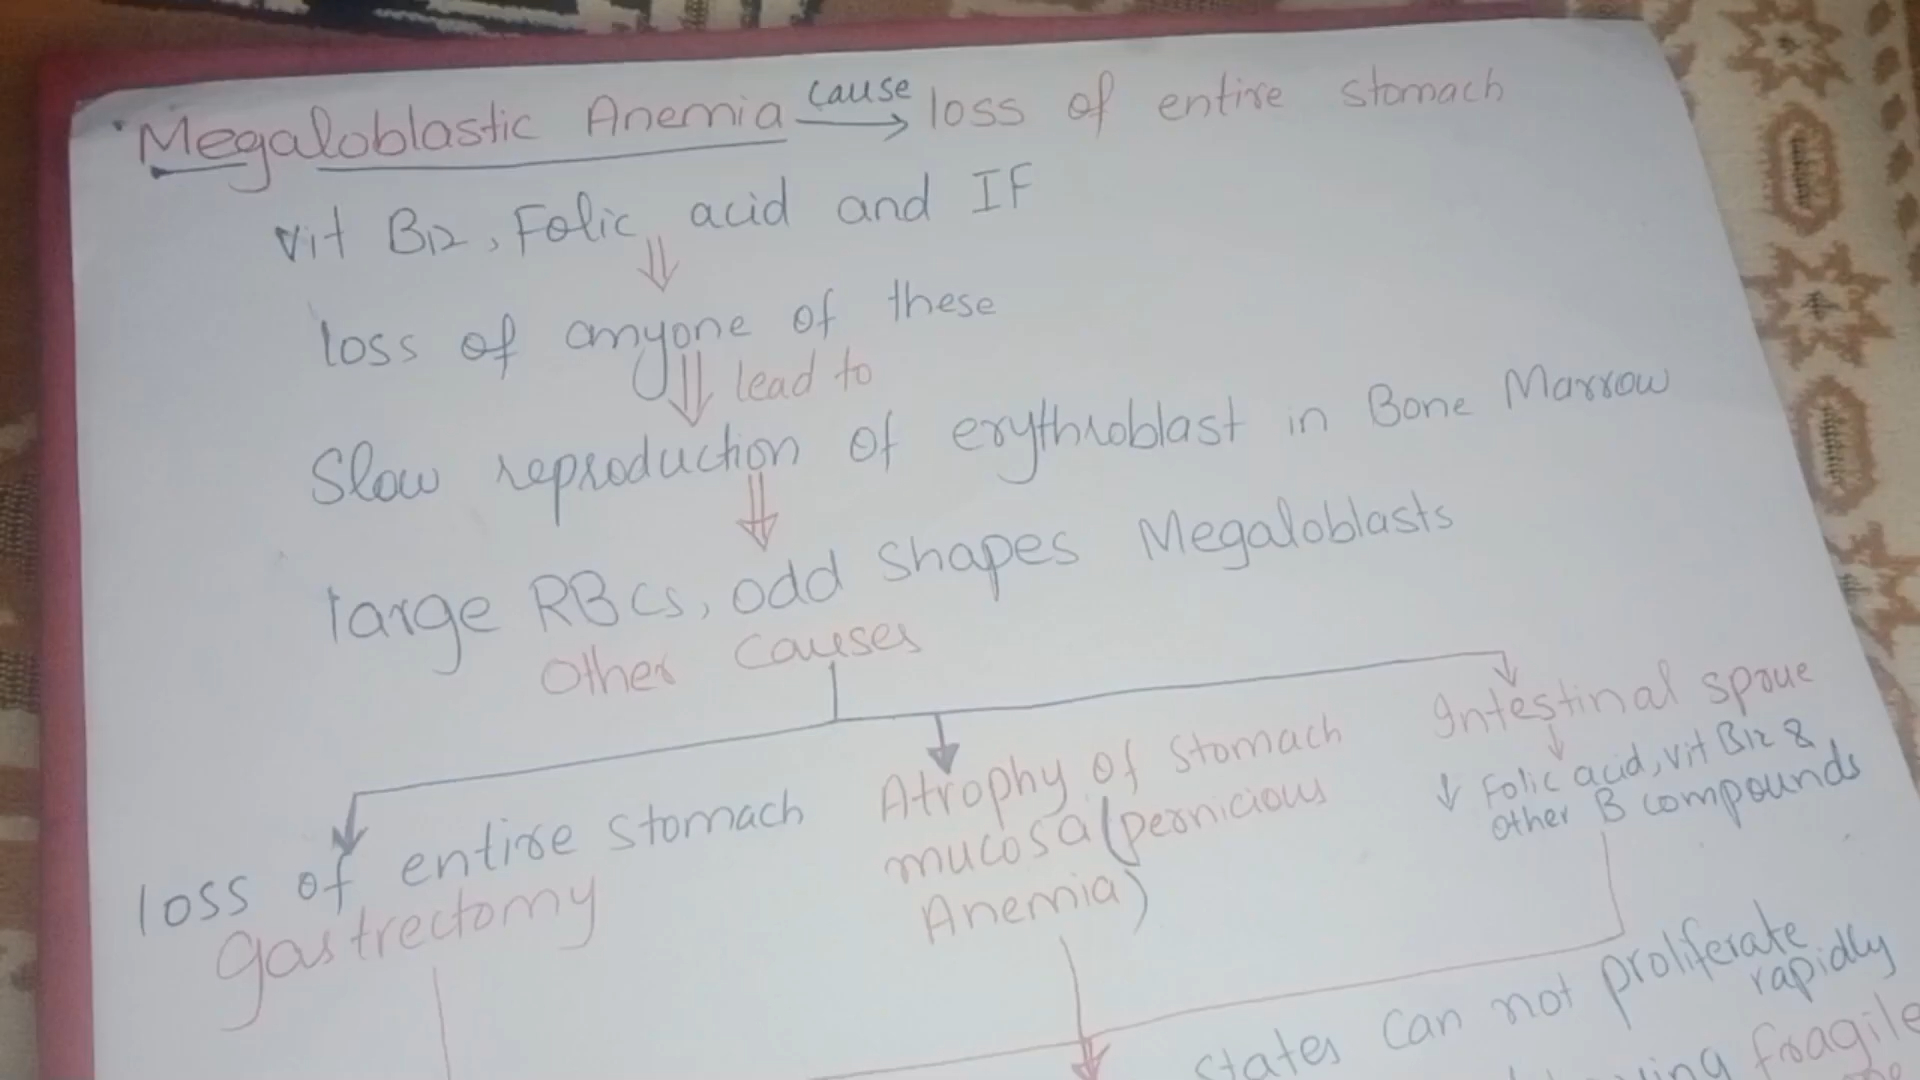 Megaloblastic Anemia cause → loss of entire stomach
vit B12, Folic acid and IF
⇓
loss of anyone of these
⇓ lead to
Slow reproduction of erythroblast in Bone Marrow
⇓
large RBCs, odd shapes Megaloblasts
Other causes
loss of entire stomach
gastrectomy
Atrophy of stomach
mucosa (pernicious
Anemia)
Intestinal sprue
↓
↓ Folic acid, vit B12 &
other B compounds
states can not proliferate
rapidly
fragile